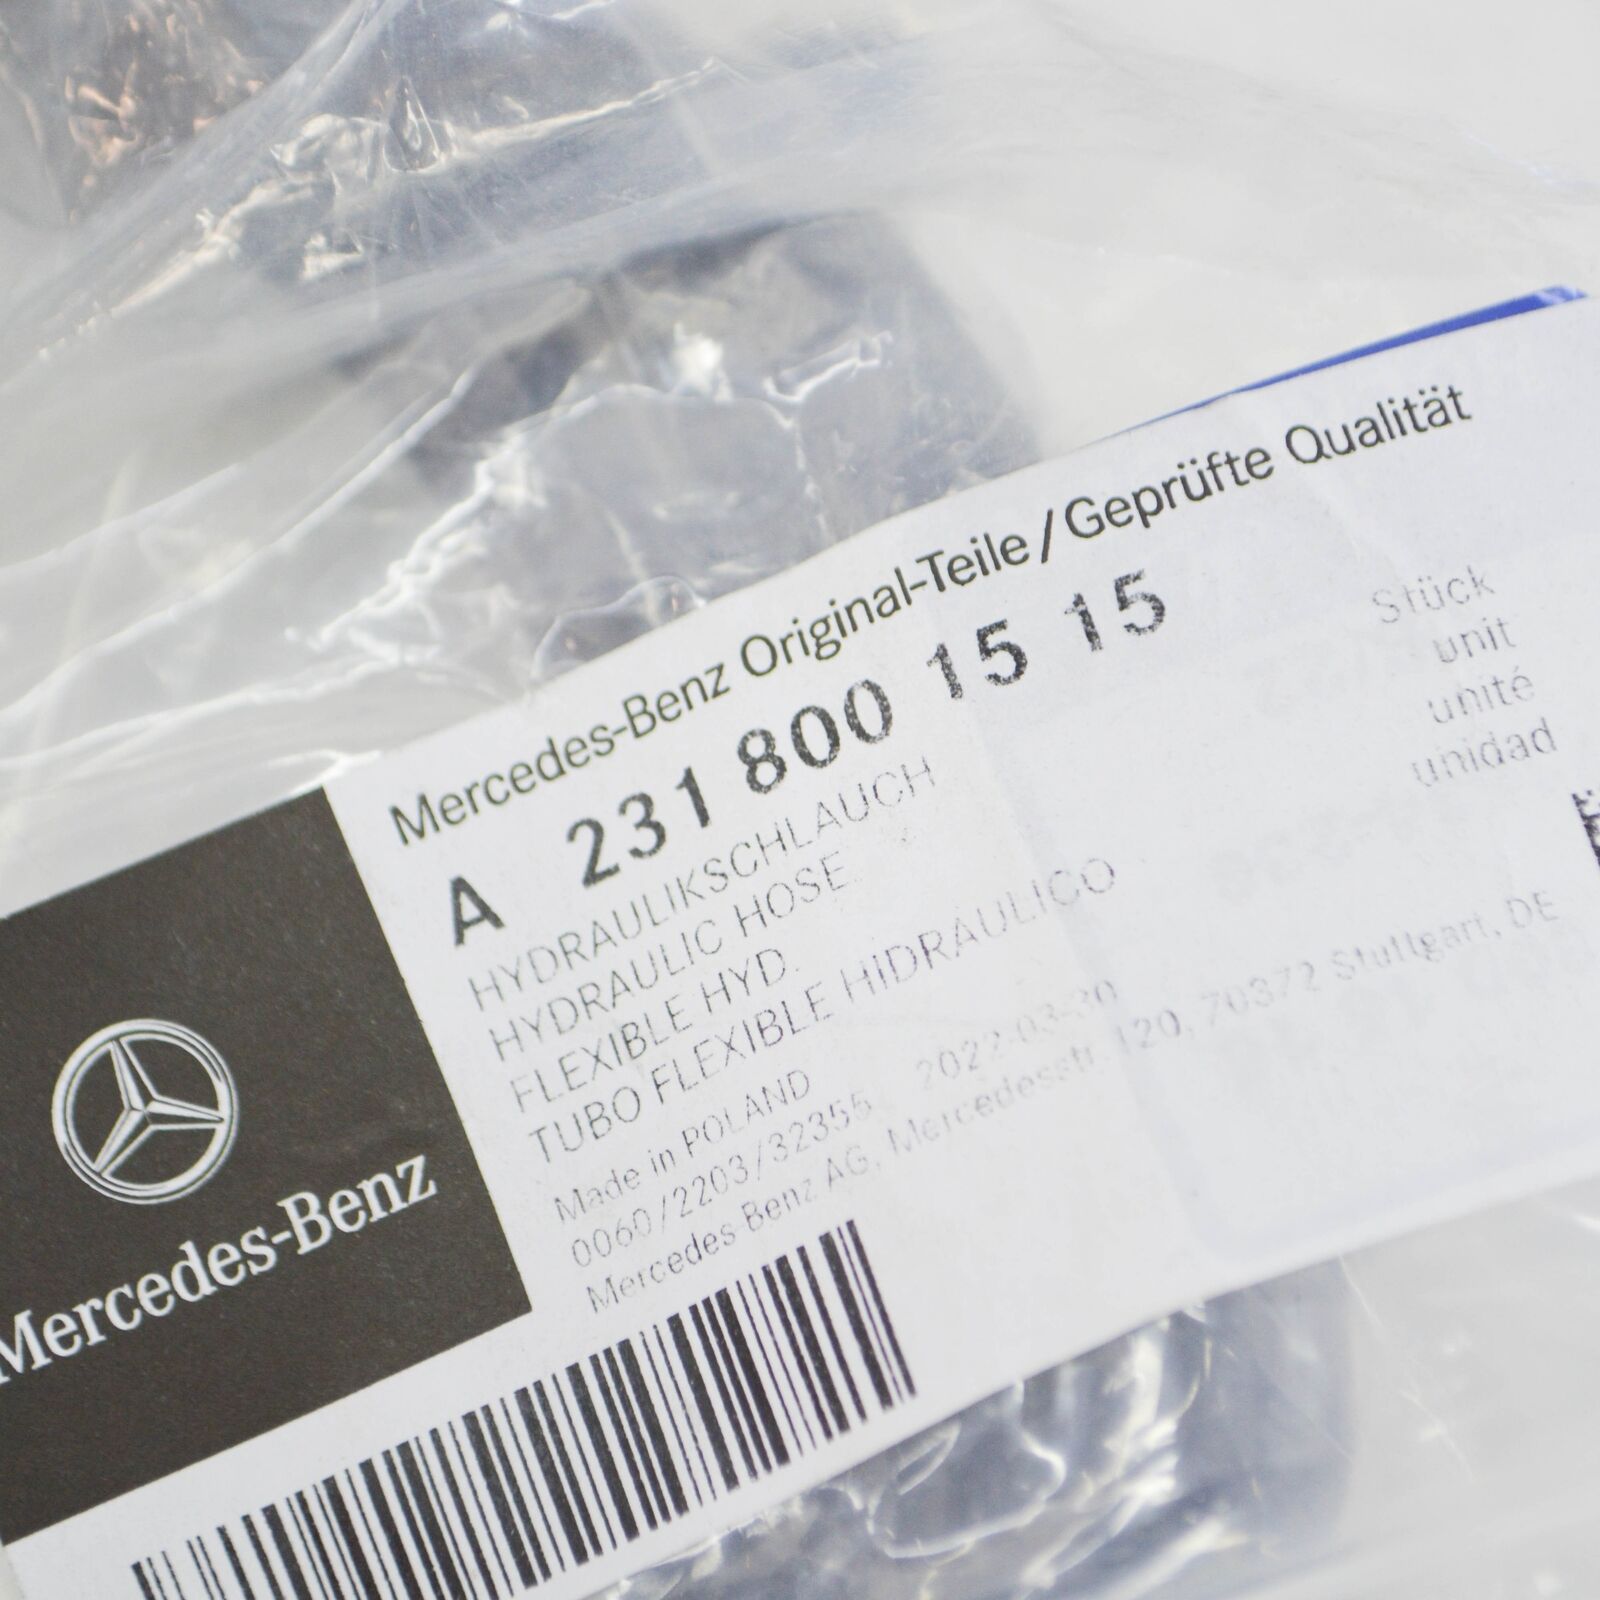 Mercedes-Benz Original-Teile / Geprüfte Qualität
A 231 800 15 15
HYDRAULIKSCHLAUCH
HYDRAULIC HOSE
FLEXIBLE HYD.
TUBO FLEXIBLE HIDRÁULICO
Stück
unit
unité
unidad
Made in POLAND
0060/2203/32355 2022-03-30
Mercedes-Benz AG, Mercedesstr. 120, 70372 Stuttgart, DE
Mercedes-Benz